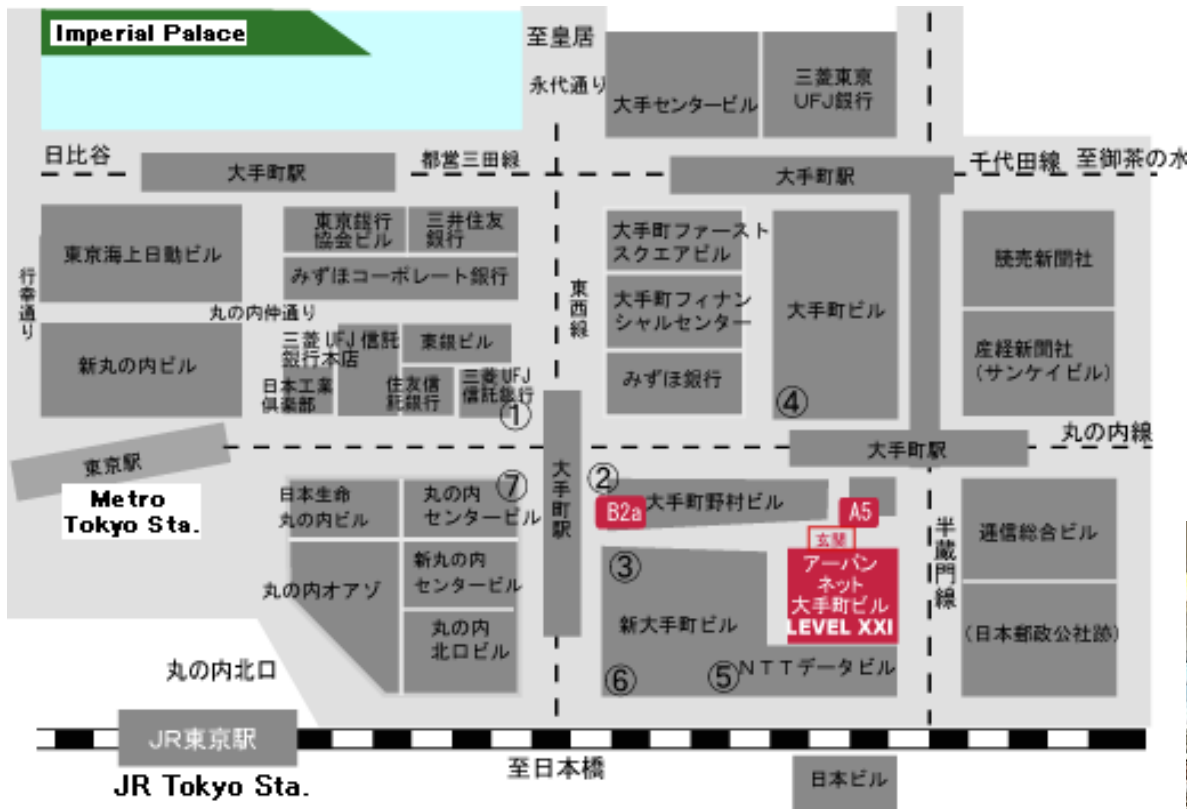 Imperial Palace
至皇居
永代通り
大手センタービル
三菱東京
UFJ銀行
日比谷
大手町駅
都営三田線
大手町駅
千代田線
至御茶の水
東京海上日動ビル
東京銀行
協会ビル
三井住友
銀行
みずほコーポレート銀行
行幸通り
丸の内仲通り
東西線
大手町ファースト
スクエアビル
大手町フィナン
シャルセンター
みずほ銀行
大手町ビル
④
読売新聞社
産経新聞社
(サンケイビル)
新丸の内ビル
三菱UFJ信託
銀行本店
東銀ビル
日本工業
倶楽部
住友信
託銀行
三菱UFJ
信託銀行
①
丸の内線
大手町駅
東京駅
Metro
Tokyo Sta.
日本生命
丸の内ビル
丸の内
センタービル
⑦
大手町駅
②
大手町野村ビル
B2a
A5
玄関
アーバン
ネット
大手町ビル
LEVEL XXI
半蔵門線
逓信総合ビル
(日本郵政公社跡)
丸の内オアゾ
新丸の内
センタービル
丸の内
北口ビル
③
新大手町ビル
⑥
⑤
NTTデータビル
丸の内北口
JR東京駅
JR Tokyo Sta.
至日本橋
日本ビル